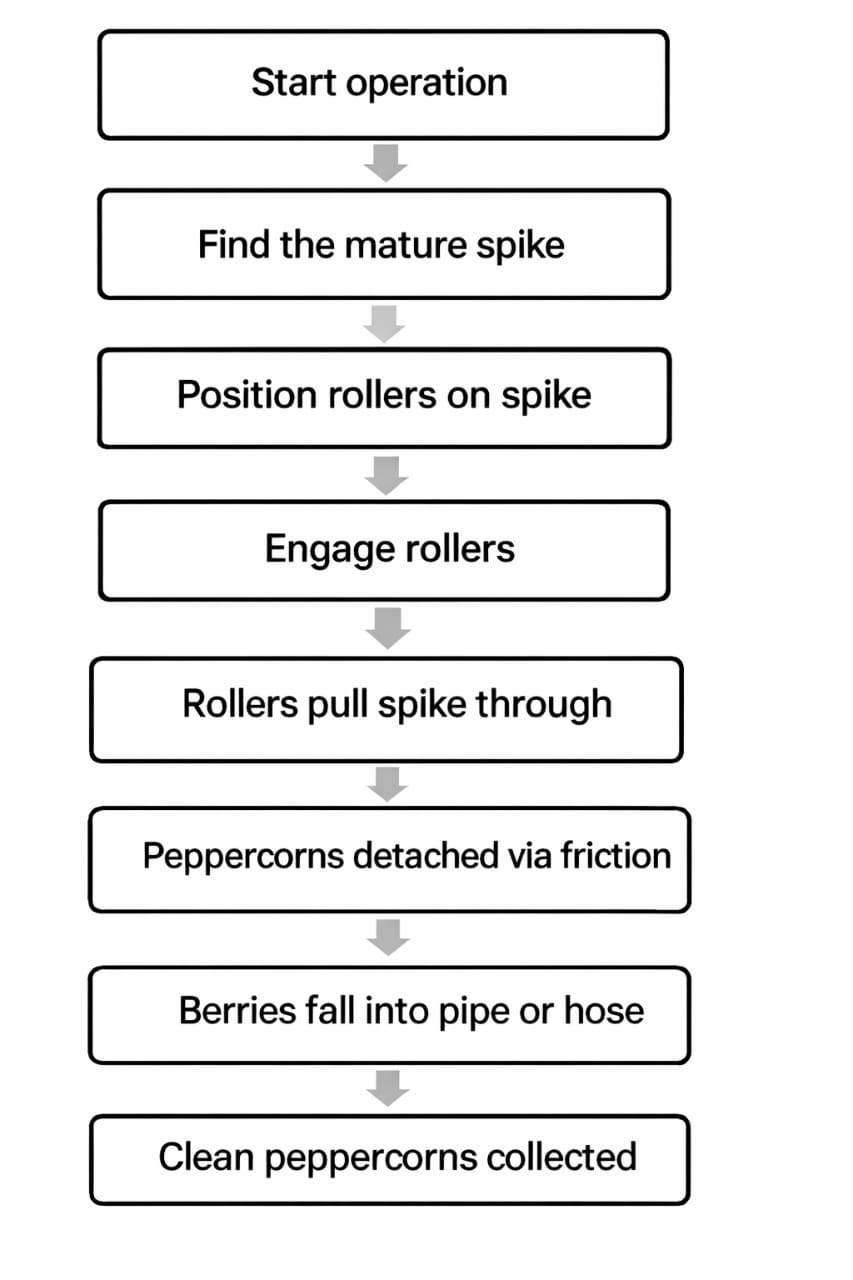 Start operation
Find the mature spike
Position rollers on spike
Engage rollers
Rollers pull spike through
Peppercorns detached via friction
Berries fall into pipe or hose
Clean peppercorns collected